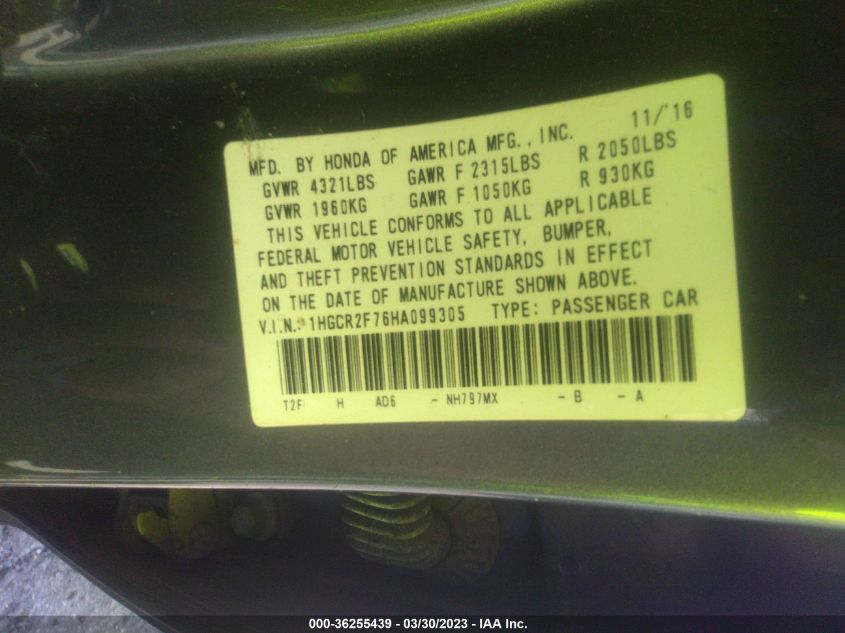 MFD. BY HONDA OF AMERICA MFG., INC. 11/'16
GVWR 4321LBS GAWR F 2315LBS R 2050LBS
GVWR 1960KG GAWR F 1050KG R 930KG
THIS VEHICLE CONFORMS TO ALL APPLICABLE
FEDERAL MOTOR VEHICLE SAFETY, BUMPER,
AND THEFT PREVENTION STANDARDS IN EFFECT
ON THE DATE OF MANUFACTURE SHOWN ABOVE.
V.I.N.: 1HGCR2F76HA099305 TYPE: PASSENGER CAR
T2F H AD6 - NH797MX - B - A
000-36255439 - 03/30/2023 - IAA Inc.